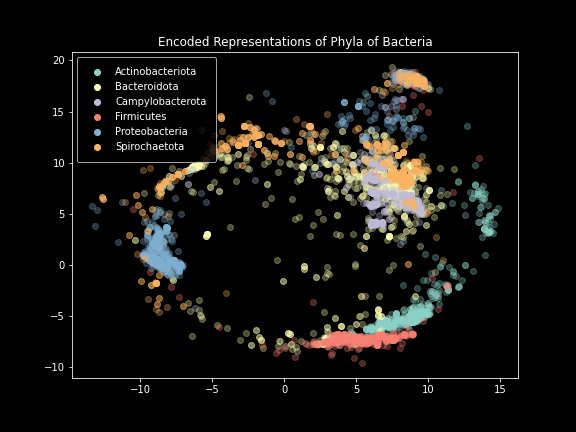 Encoded Representations of Phyla of Bacteria
20
15
10
5
0
−5
−10
Actinobacteriota
Bacteroidota
Campylobacterota
Firmicutes
Proteobacteria
Spirochaetota
−10 −5 0 5 10 15